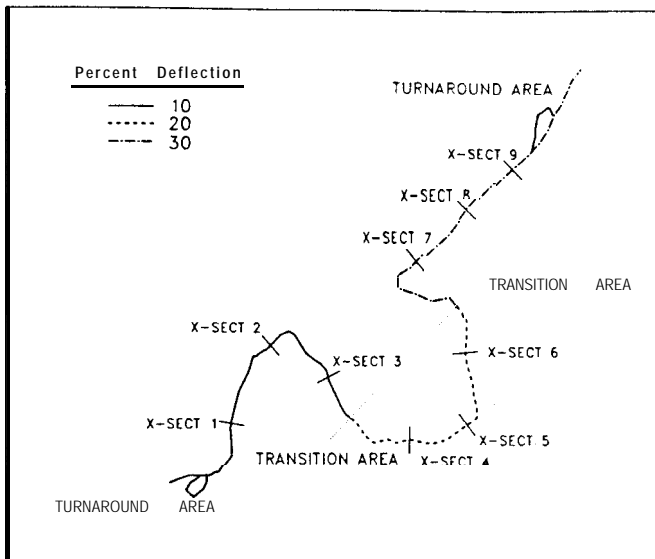 Percent Deflection
10
20
30
TURNAROUND AREA
X-SECT 9
X-SECT 8
X-SECT 7
TRANSITION AREA
X-SECT 2
X-SECT 3
X-SECT 6
X-SECT 1
X-SECT 5
TRANSITION AREA
X-SECT 4
TURNAROUND AREA